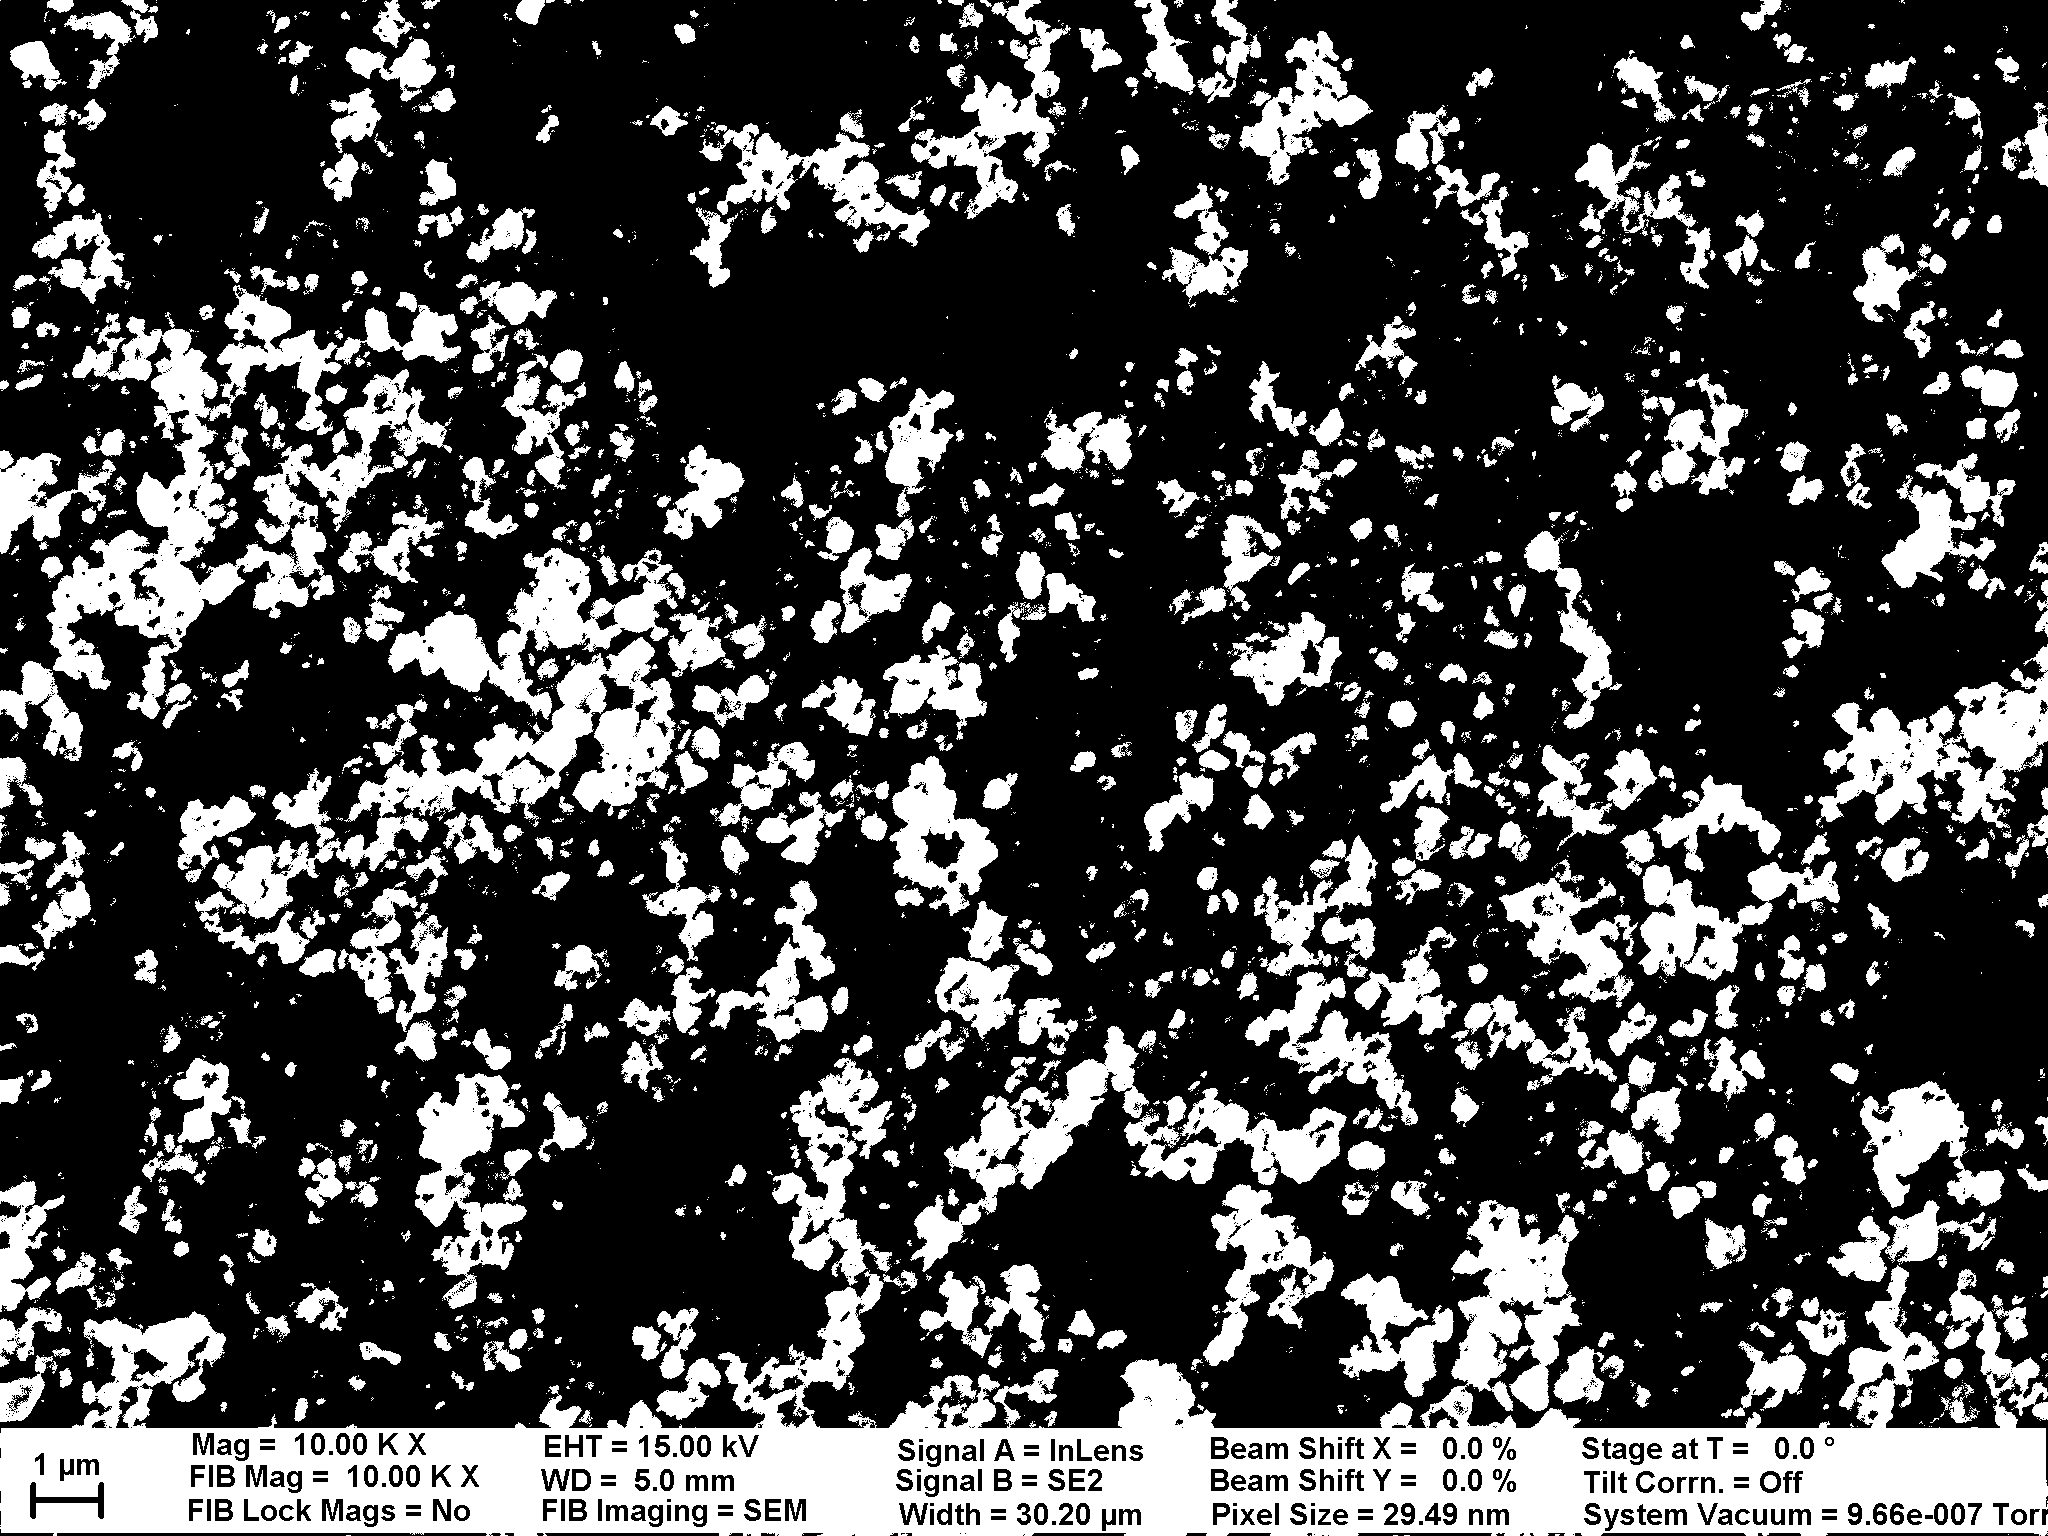 1 µm
Mag = 10.00 K X
FIB Mag = 10.00 K X
FIB Lock Mags = No
EHT = 15.00 kV
WD = 5.0 mm
FIB Imaging = SEM
Signal A = InLens
Signal B = SE2
Width = 30.20 µm
Beam Shift X = 0.0 %
Beam Shift Y = 0.0 %
Pixel Size = 29.49 nm
Stage at T = 0.0 °
Tilt Corrn. = Off
System Vacuum = 9.66e-007 Torr